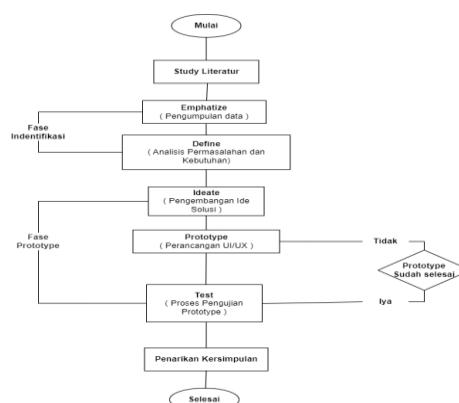 Mulai
Study Literatur
Emphatize
( Pengumpulan data )
Fase
Indentifikasi
Define
( Analisis Permasalahan dan
Kebutuhan)
Ideate
( Pengembangan Ide
Solusi )
Fase
Prototype
Prototype
( Perancangan UI/UX )
Tidak
Prototype
Sudah selesai
Test
( Proses Pengujian
Prototype )
Iya
Penarikan Kersimpulan
Selesai